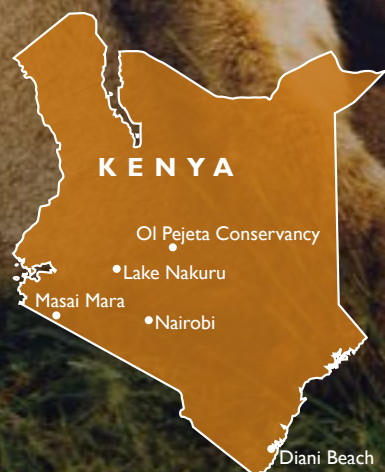 KENYA
Ol Pejeta Conservancy
Lake Nakuru
Masai Mara
Nairobi
Diani Beach